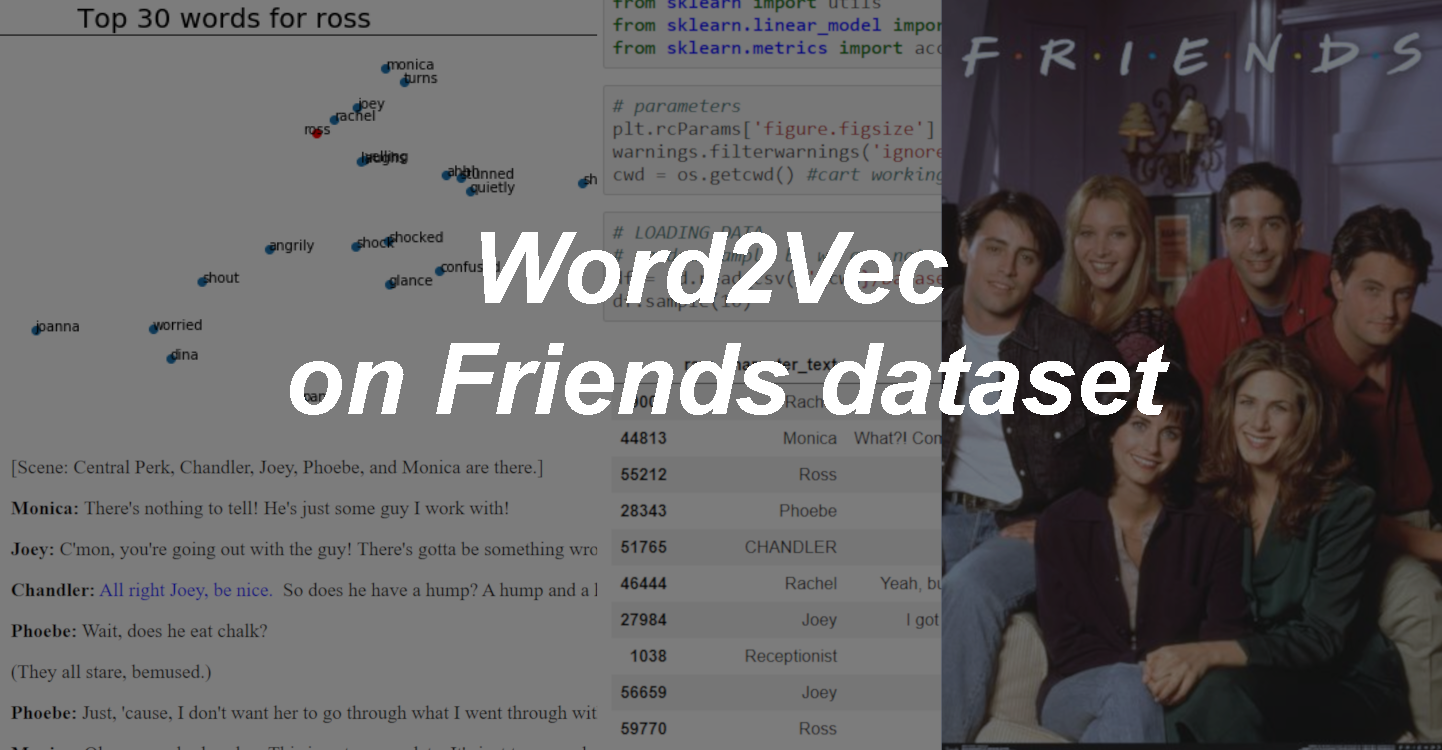 Top 30 words for ross
monica
turns
joey
rachel
ross
yelling
ahhh
stunned
quietly
sh
angrily
shock
shocked
confused
glance
shout
joanna
worried
dina
[Scene: Central Perk, Chandler, Joey, Phoebe, and Monica are there.]
Monica: There's nothing to tell! He's just some guy I work with!
Joey: C'mon, you're going out with the guy! There's gotta be something wro
Chandler: All right Joey, be nice. So does he have a hump? A hump and a
Phoebe: Wait, does he eat chalk?
(They all stare, bemused.)
Phoebe: Just, 'cause, I don't want her to go through what I went through wit
from sklearn import utils
from sklearn.linear_model impor
from sklearn.metrics import acc
# parameters
plt.rcParams['figure.figsize']
warnings.filterwarnings('ignore
cwd = os.getcwd() #cart working
# LOADING DATA
Word2Vec
on Friends dataset
44813 Monica What?! Com
55212 Ross
28343 Phoebe
51765 CHANDLER
46444 Rachel Yeah, bu
27984 Joey I got
1038 Receptionist
56659 Joey
59770 Ross
F·R·I·E·N·D·S